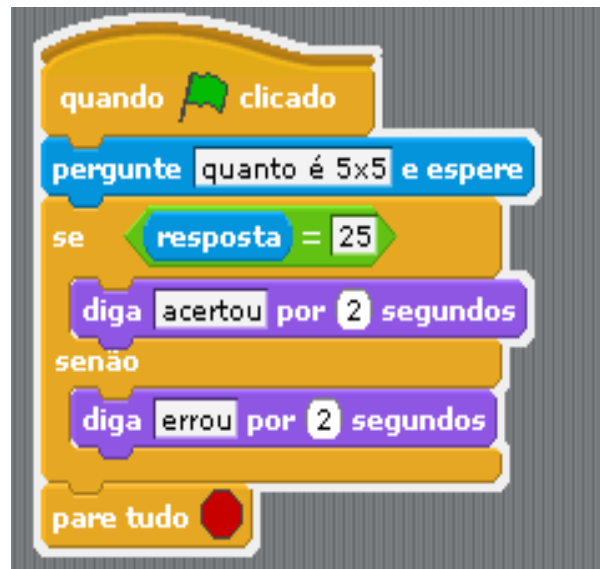 quando clicado
pergunte quanto é 5x5 e espere
se resposta = 25
diga acertou por 2 segundos
senão
diga errou por 2 segundos
pare tudo